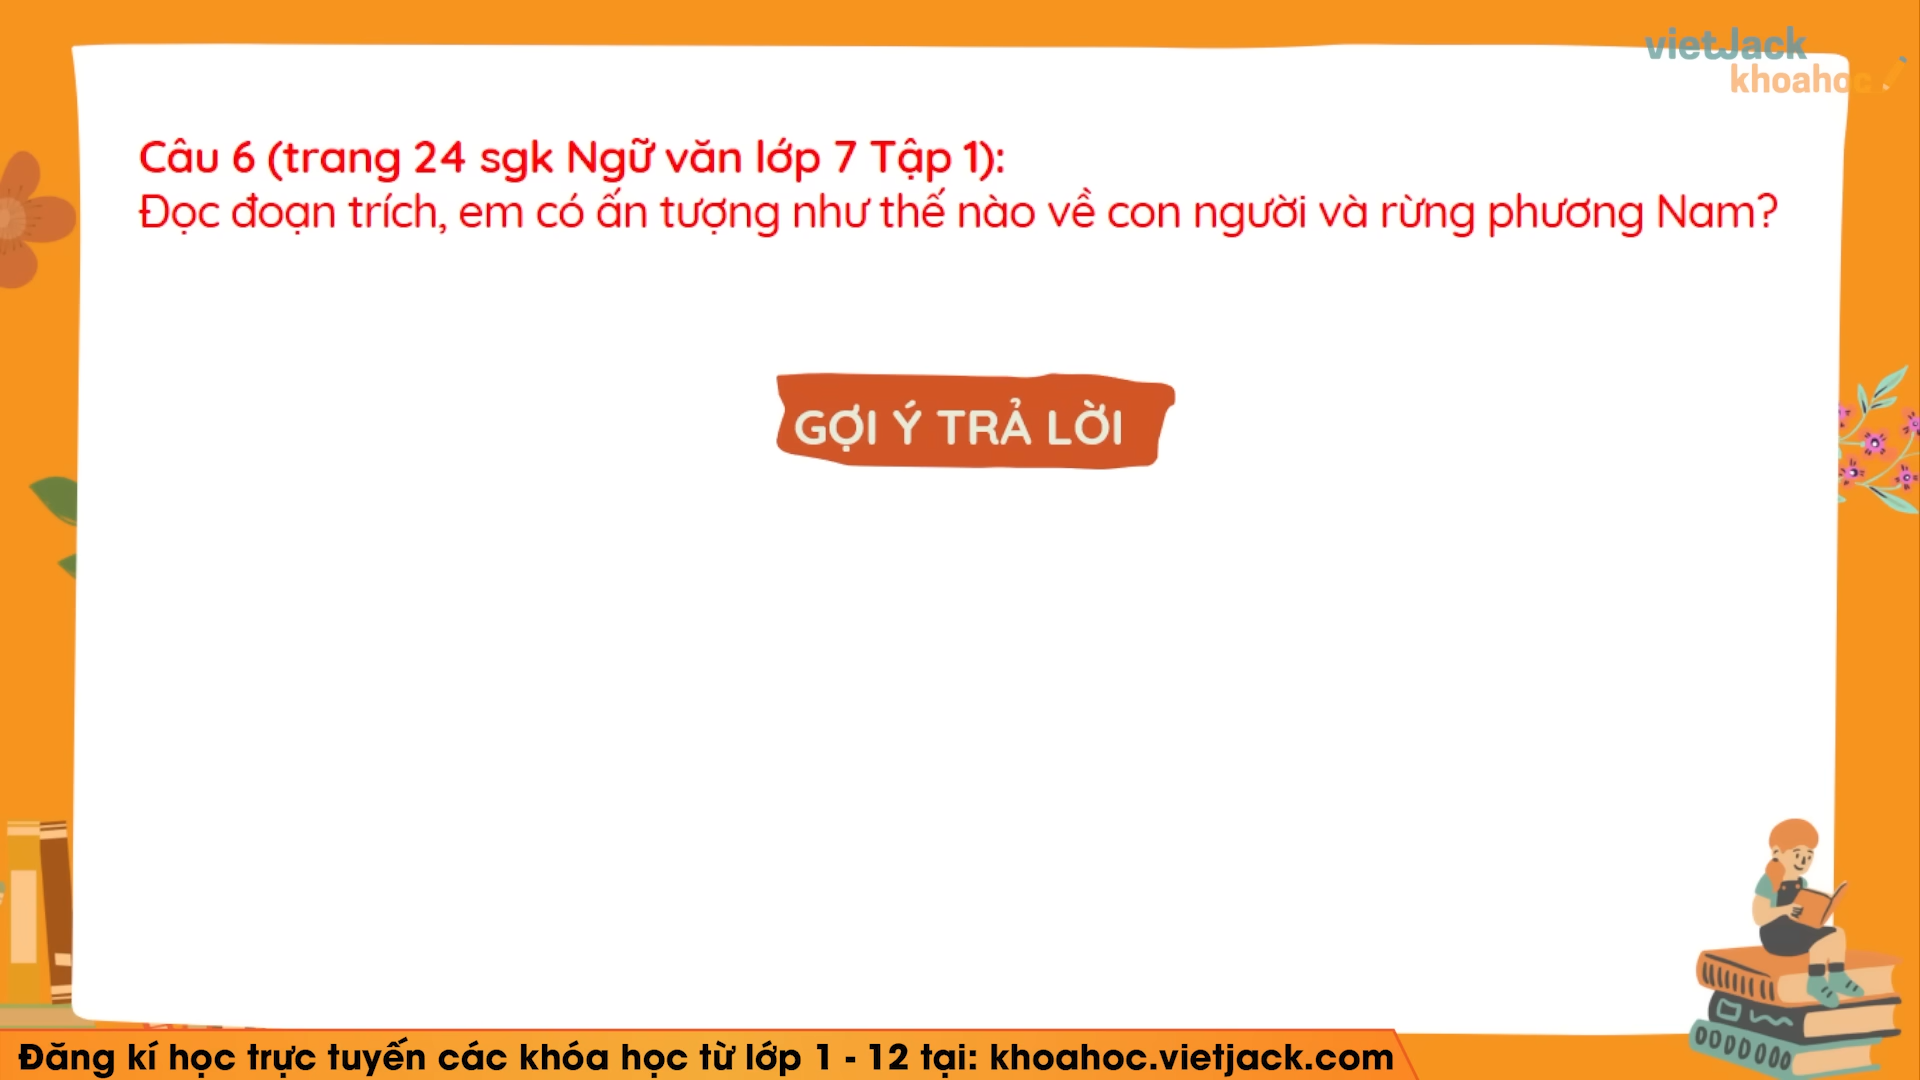 vietJack
khoahoc
Câu 6 (trang 24 sgk Ngữ văn lớp 7 Tập 1):
Đọc đoạn trích, em có ấn tượng như thế nào về con người và rừng phương Nam?
GỢI Ý TRẢ LỜI
Đăng kí học trực tuyến các khóa học từ lớp 1 - 12 tại: khoahoc.vietjack.com